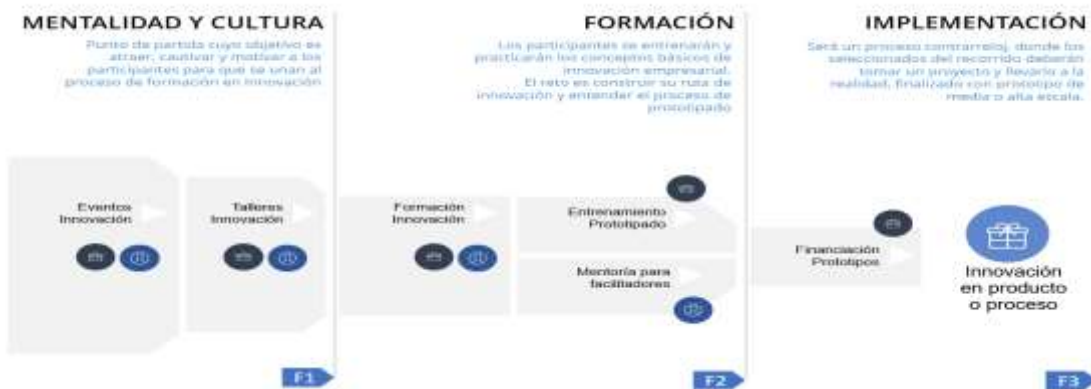 MENTALIDAD Y CULTURA
Punto de partida cuyo objetivo es
atraer, cautivar y motivar a los
participantes para que se unan al
proceso de formación en Innovación
Eventos
Innovación
Talleres
Innovación
F1
FORMACIÓN
Los participantes se entrenarán y
practicarán los conceptos básicos de
innovación empresarial.
El reto es construir su ruta de
innovación y entender el proceso de
prototipado
Formación
Innovación
Entrenamiento
Prototipado
Mentoría para
facilitadores
F2
IMPLEMENTACIÓN
Será un proceso contrarreloj, donde los
seleccionados del recorrido deberán
tomar un proyecto y llevarlo a la
realidad, finalizado con prototipo de
media o alta escala.
Financiación
Prototipos
Innovación
en producto
o proceso
F3